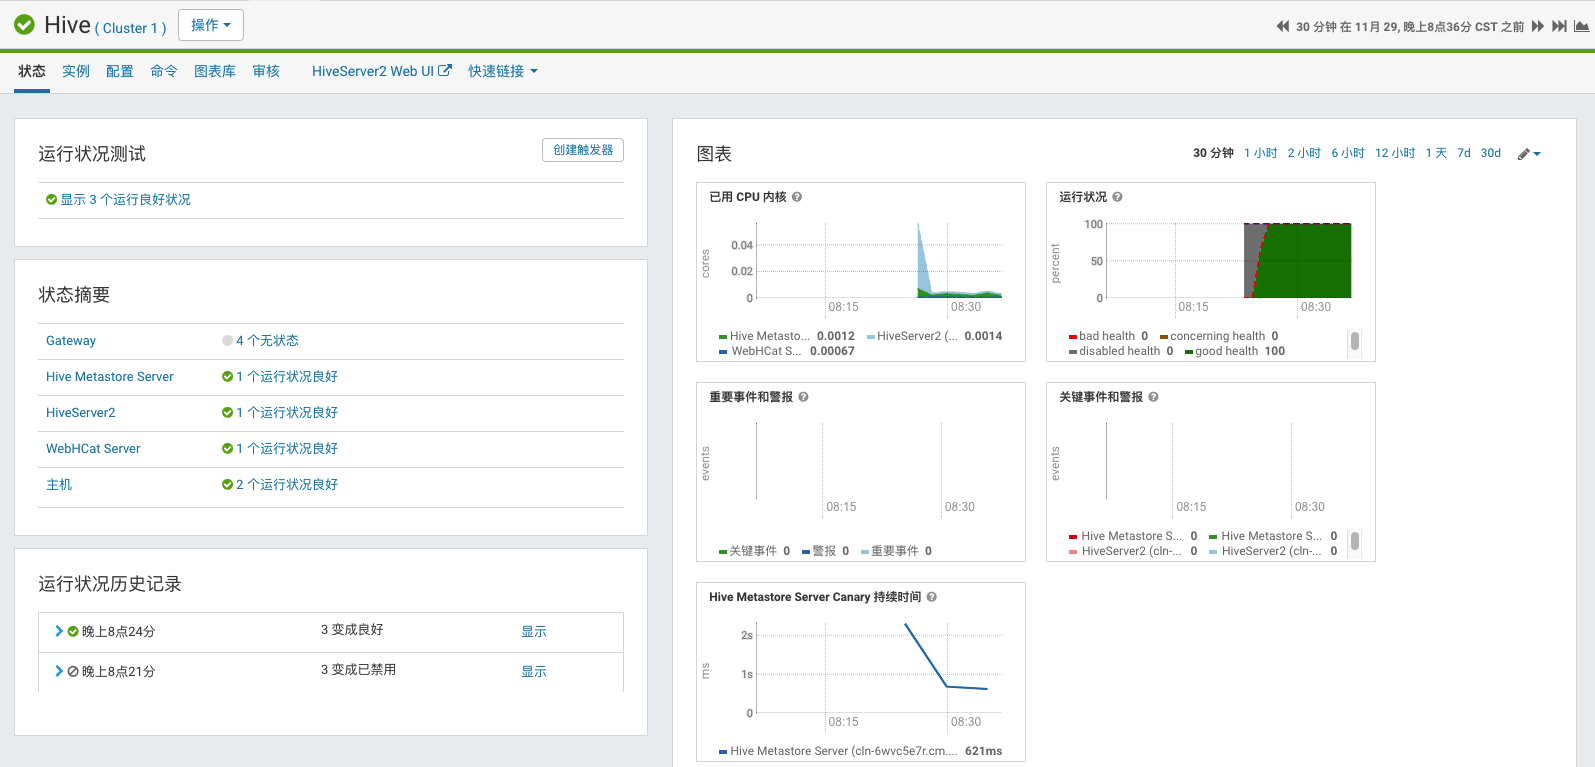 Hive ( Cluster 1 ) 操作
30 分钟 在 11月 29, 晚上8点36分 CST 之前
状态 实例 配置 命令 图表库 审核 HiveServer2 Web UI 快速链接
运行状况测试
创建触发器
显示 3 个运行良好状况
状态摘要
Gateway 4 个无状态
Hive Metastore Server 1 个运行状况良好
HiveServer2 1 个运行状况良好
WebHCat Server 1 个运行状况良好
主机 2 个运行状况良好
运行状况历史记录
晚上8点24分 3 变成良好 显示
晚上8点21分 3 变成已禁用 显示
图表
30 分钟 1 小时 2 小时 6 小时 12 小时 1 天 7d 30d
已用 CPU 内核
cores
0.04
0.02
0
08:15 08:30
Hive Metasto... 0.0012 HiveServer2 (... 0.0014
WebHCat S... 0.00067
运行状况
percent
100
50
0
08:15 08:30
bad health 0 concerning health 0
disabled health 0 good health 100
重要事件和警报
events
08:15 08:30
关键事件 0 警报 0 重要事件 0
关键事件和警报
events
08:15 08:30
Hive Metastore S... 0 Hive Metastore S... 0
HiveServer2 (cln-... 0 HiveServer2 (cln-... 0
Hive Metastore Server Canary 持续时间
ms
2s
1s
0
08:15 08:30
Hive Metastore Server (cln-6wvc5e7r.cm.... 621ms